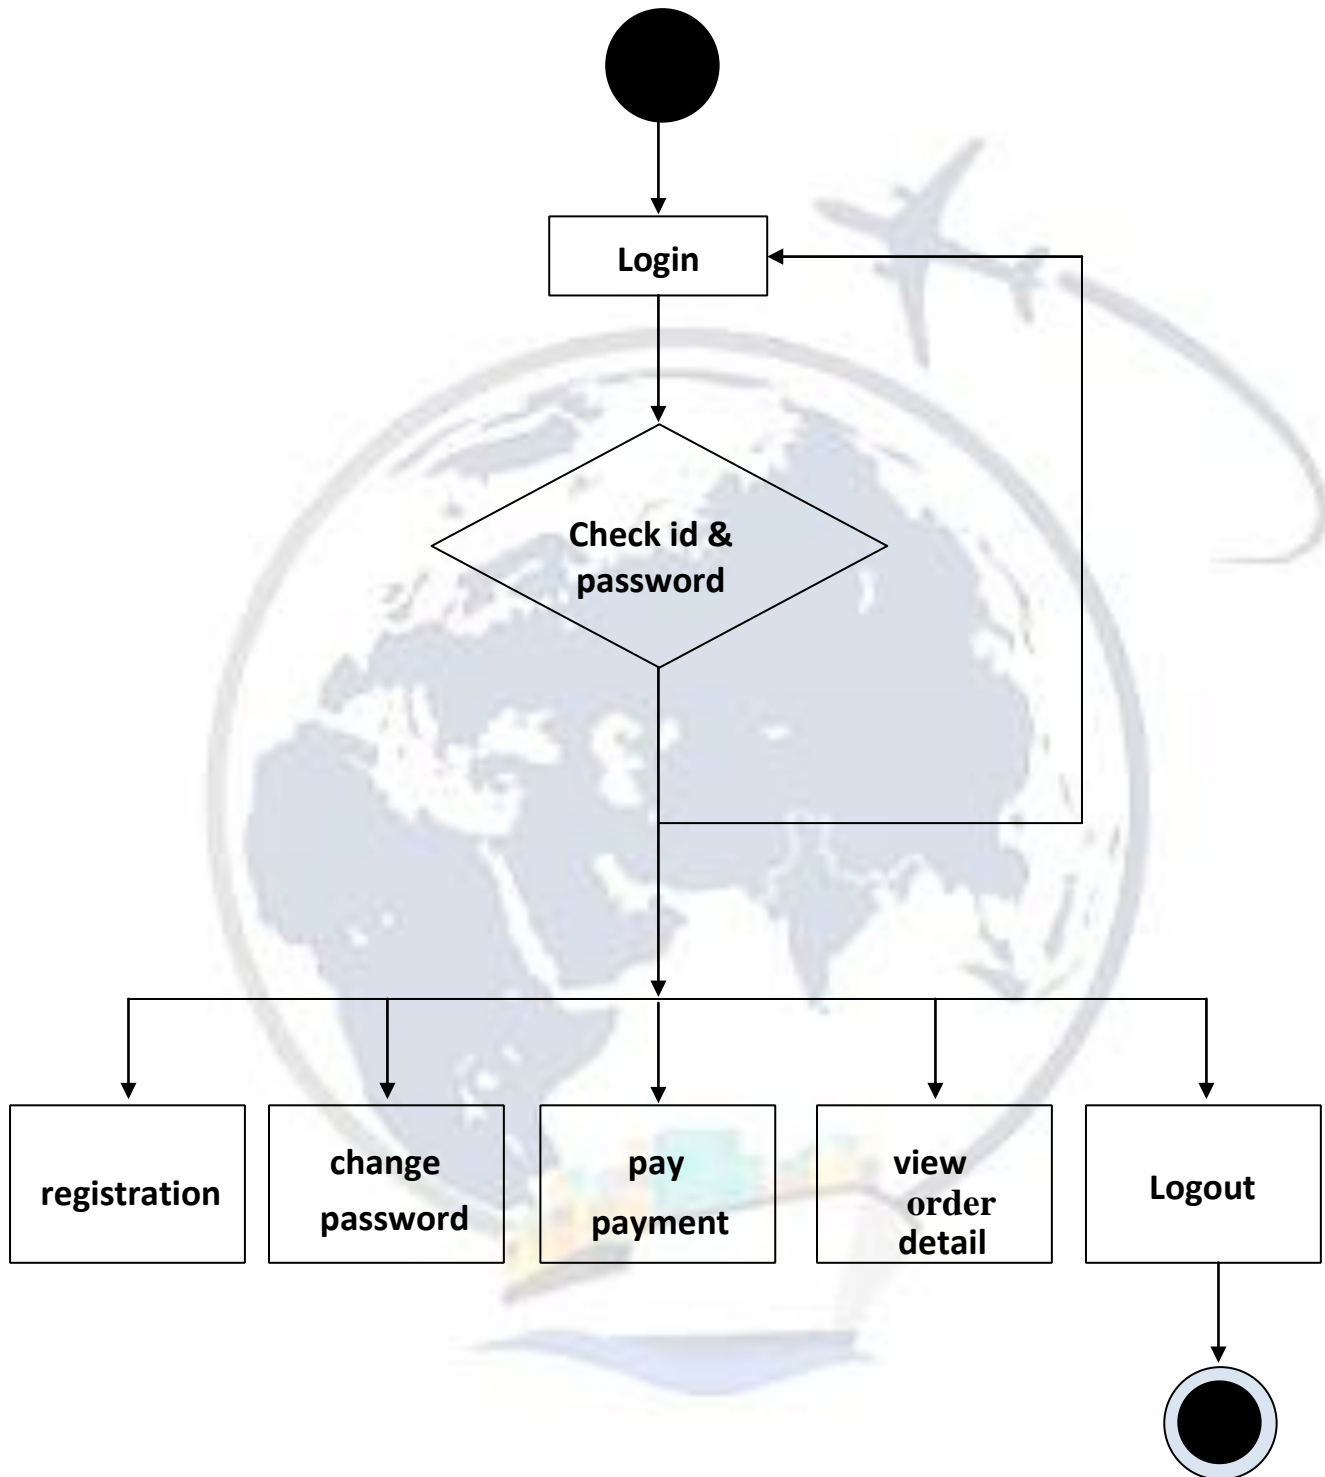 Login
Check id &
password
registration
change
password
pay
payment
view
order
detail
Logout